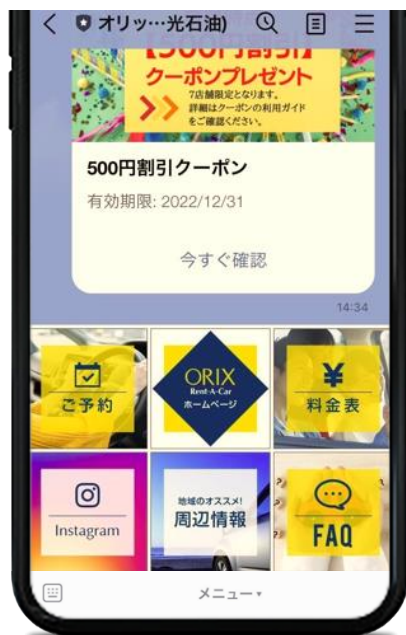 オリッ…光石油)
【500円割引】
クーポンプレゼント
7店舗限定となります。
詳細はクーポンの利用ガイド
をご確認ください。
500円割引クーポン
有効期限: 2022/12/31
今すぐ確認
14:34
ご予約
ORIX
Rent-A-Car
ホームページ
¥
料金表
Instagram
地域のオススメ!
周辺情報
FAQ
メニュー▾